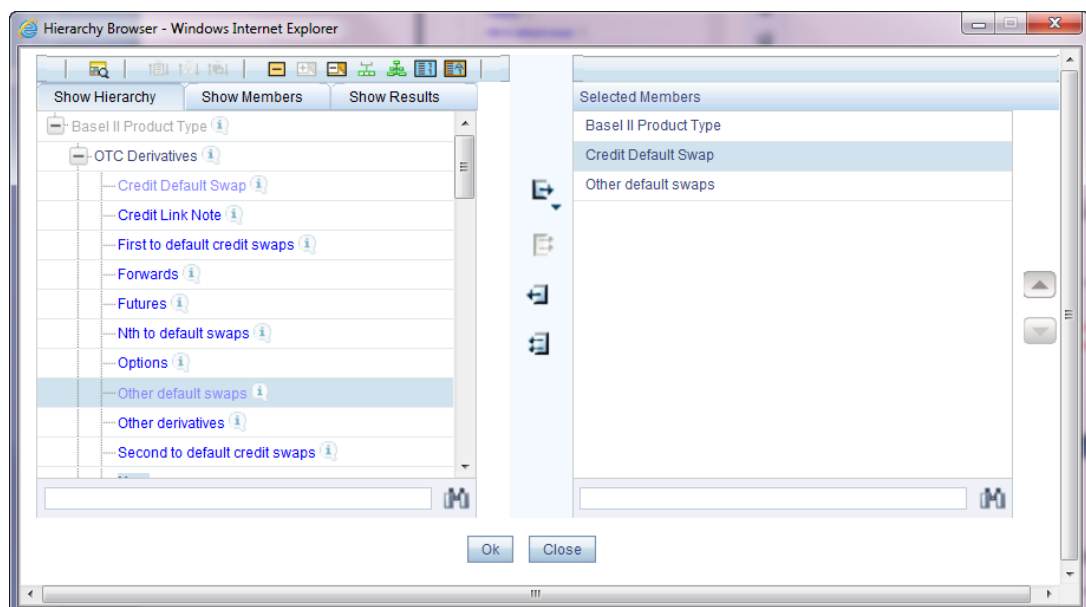 Hierarchy Browser - Windows Internet Explorer
Show Hierarchy Show Members Show Results
Selected Members
Basel II Product Type
OTC Derivatives
Credit Default Swap
Credit Link Note
First to default credit swaps
Forwards
Futures
Nth to default swaps
Options
Other default swaps
Other derivatives
Second to default credit swaps
Basel II Product Type
Credit Default Swap
Other default swaps
Ok Close